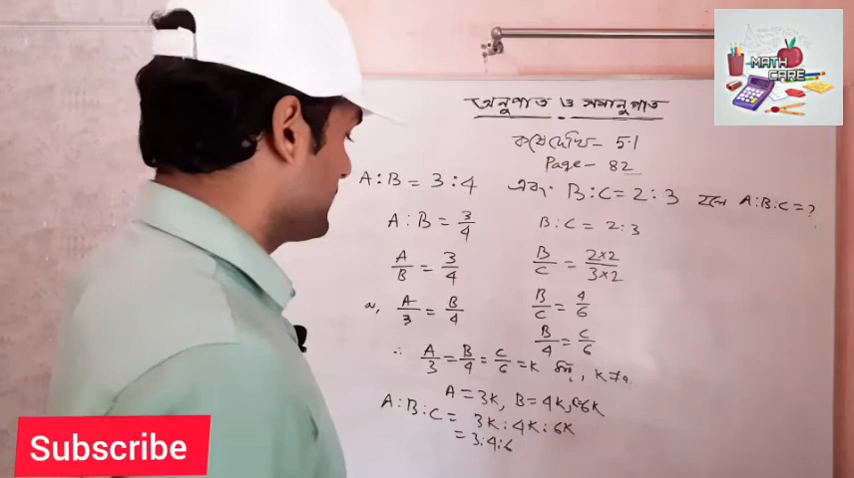 MATH
CARE
অনুপাত ও সমানুপাত
কষে দেখি - 5.1
Page - 82
A:B = 3:4 এবং B:C = 2:3 হলে A:B:C = ?
A:B = 3/4
B:C = 2:3
A/B = 3/4
B/C = 2×2/3×2
বা, A/3 = B/4
B/C = 4/6
B/4 = C/6
∴ A/3 = B/4 = C/6 = K ধরি, K ≠ 0
A = 3K, B = 4K, C=6K
A:B:C = 3K : 4K : 6K
= 3:4:6
Subscribe